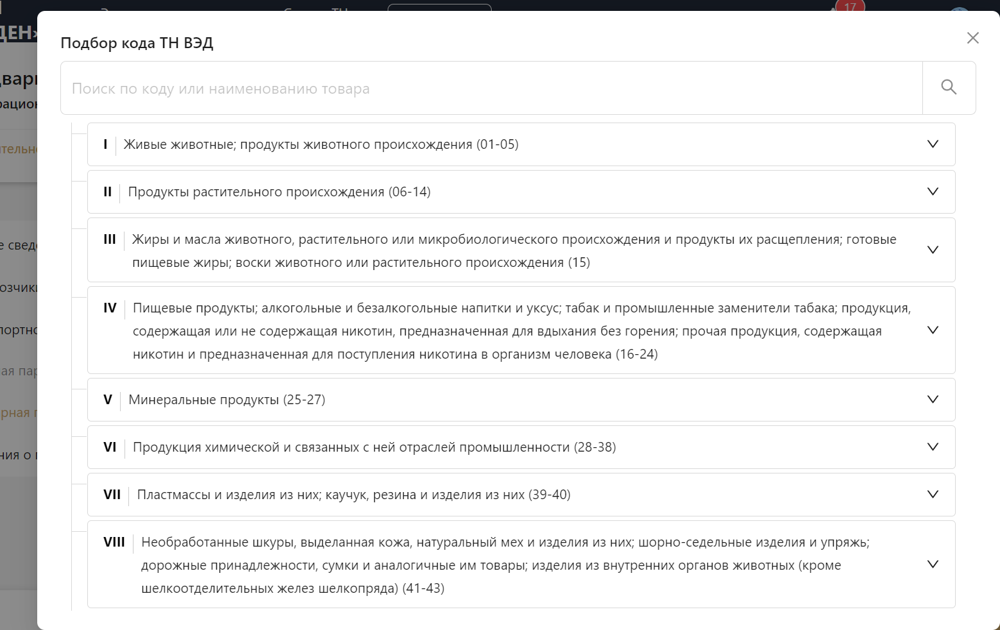 17
Подбор кода ТН ВЭД
Поиск по коду или наименованию товара
I Живые животные; продукты животного происхождения (01-05)
II Продукты растительного происхождения (06-14)
III Жиры и масла животного, растительного или микробиологического происхождения и продукты их расщепления; готовые
пищевые жиры; воски животного или растительного происхождения (15)
IV Пищевые продукты; алкогольные и безалкогольные напитки и уксус; табак и промышленные заменители табака; продукция,
содержащая или не содержащая никотин, предназначенная для вдыхания без горения; прочая продукция, содержащая
никотин и предназначенная для поступления никотина в организм человека (16-24)
V Минеральные продукты (25-27)
VI Продукция химической и связанных с ней отраслей промышленности (28-38)
VII Пластмассы и изделия из них; каучук, резина и изделия из них (39-40)
VIII Необработанные шкуры, выделанная кожа, натуральный мех и изделия из них; шорно-седельные изделия и упряжь;
дорожные принадлежности, сумки и аналогичные им товары; изделия из внутренних органов животных (кроме
шелкоотделительных желез шелкопряда) (41-43)